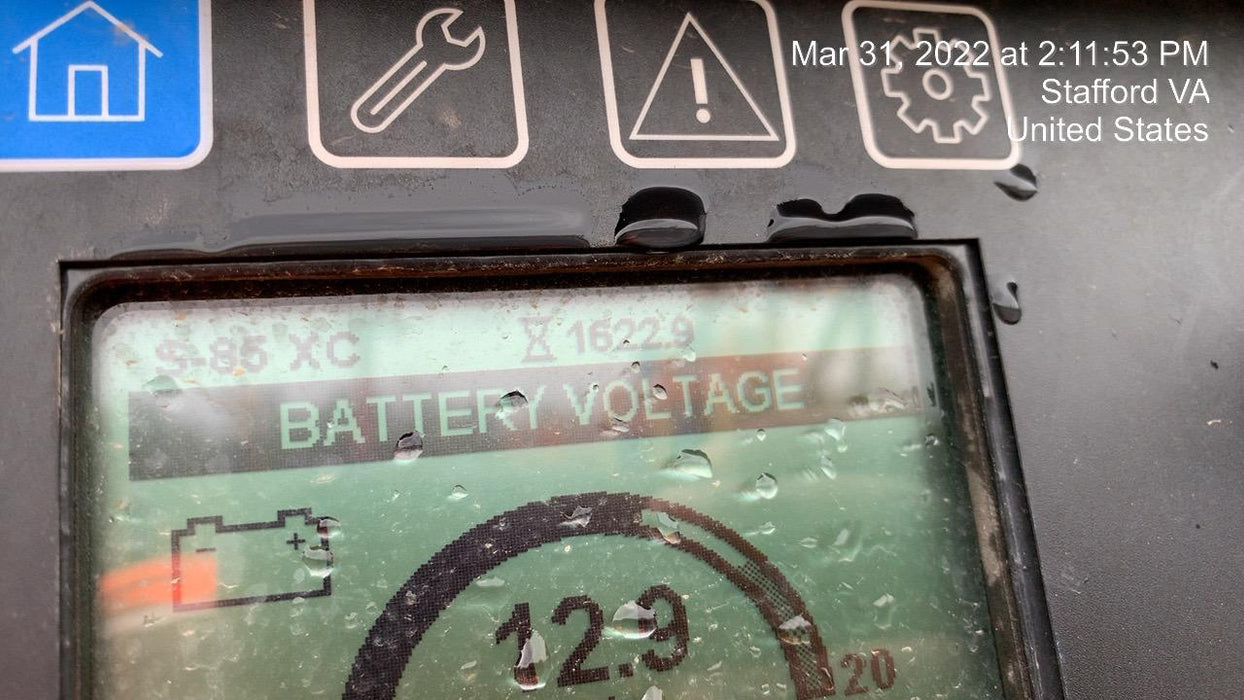 Mar 31, 2022 at 2:11:53 PM
Stafford VA
United States
S-85 XC 1622.9
BATTERY VOLTAGE
- +
12.9
20